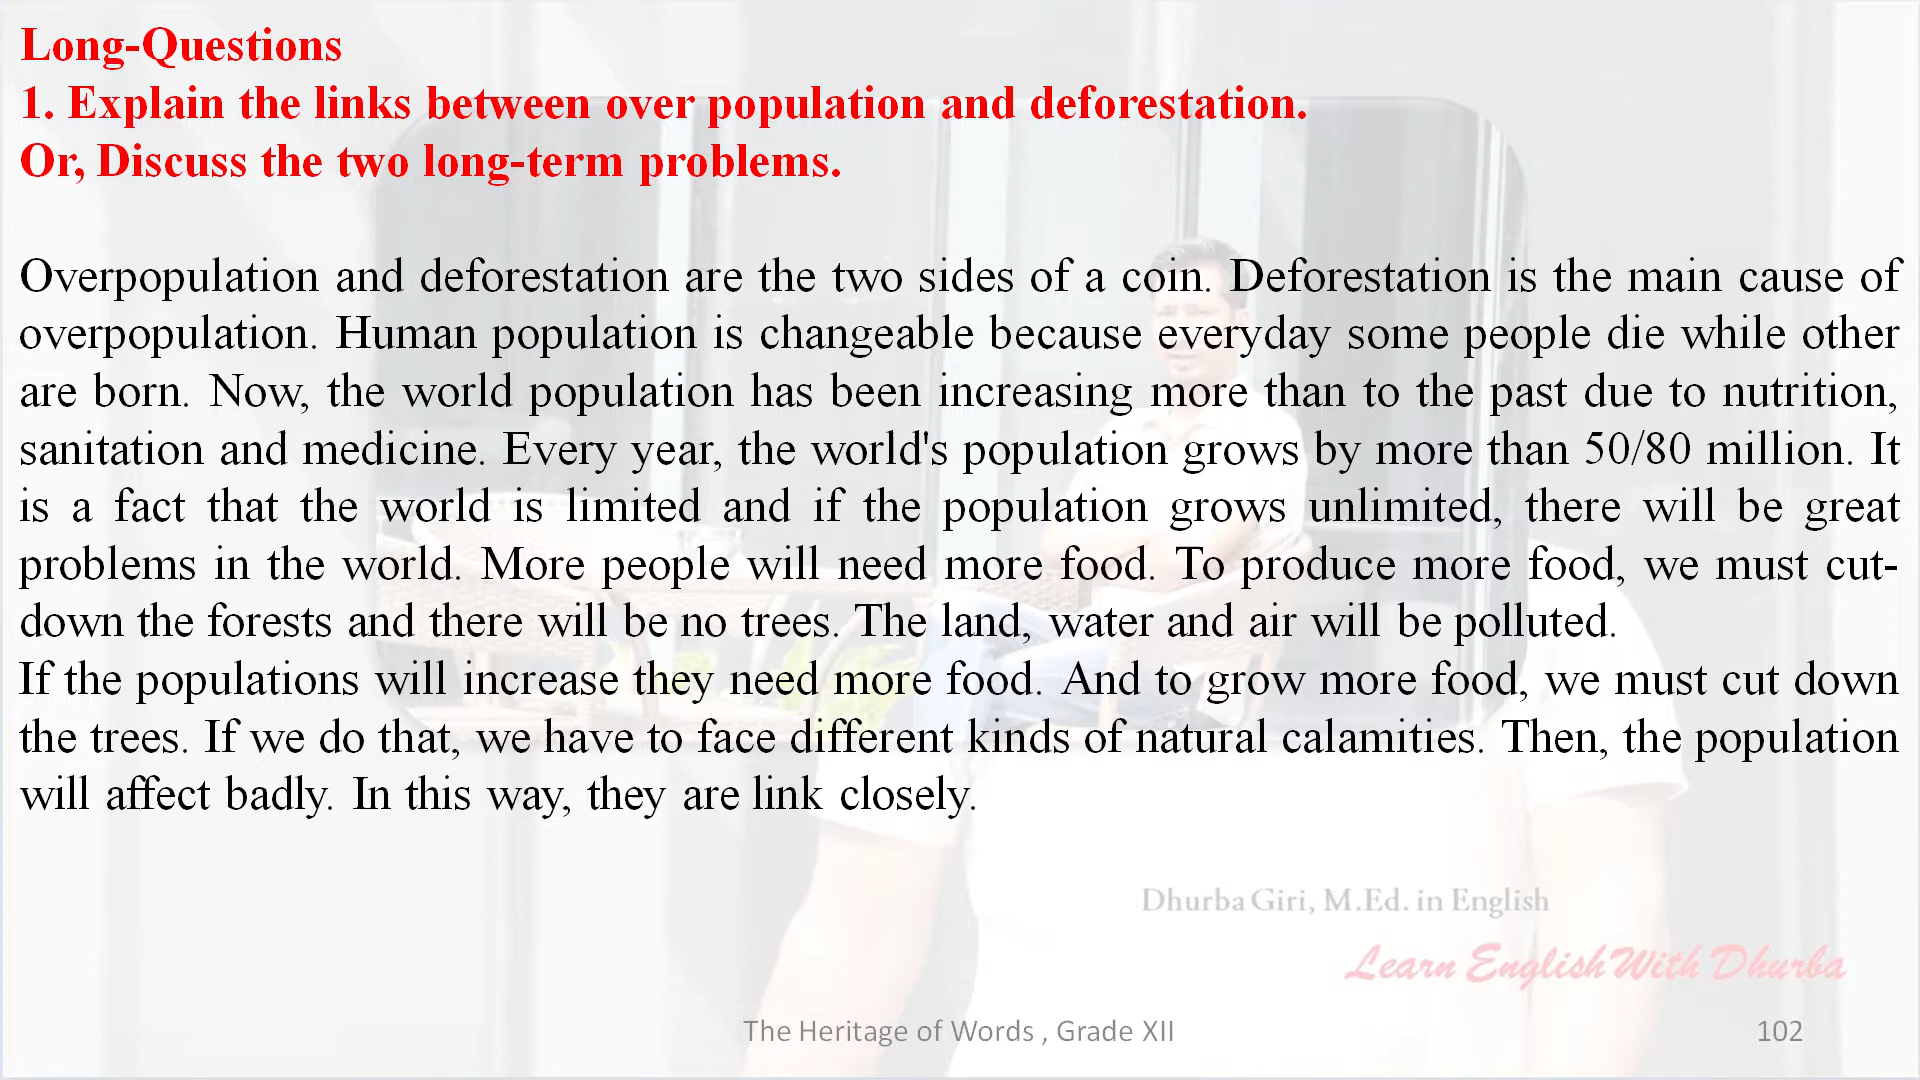 Long-Questions
1. Explain the links between over population and deforestation.
Or, Discuss the two long-term problems.
Overpopulation and deforestation are the two sides of a coin. Deforestation is the main cause of
overpopulation. Human population is changeable because everyday some people die while other
are born. Now, the world population has been increasing more than to the past due to nutrition,
sanitation and medicine. Every year, the world's population grows by more than 50/80 million. It
is a fact that the world is limited and if the population grows unlimited, there will be great
problems in the world. More people will need more food. To produce more food, we must cut-
down the forests and there will be no trees. The land, water and air will be polluted.
If the populations will increase they need more food. And to grow more food, we must cut down
the trees. If we do that, we have to face different kinds of natural calamities. Then, the population
will affect badly. In this way, they are link closely.
Dhurba Giri, M.Ed. in English
Learn English With Dhurba
The Heritage of Words , Grade XII
102